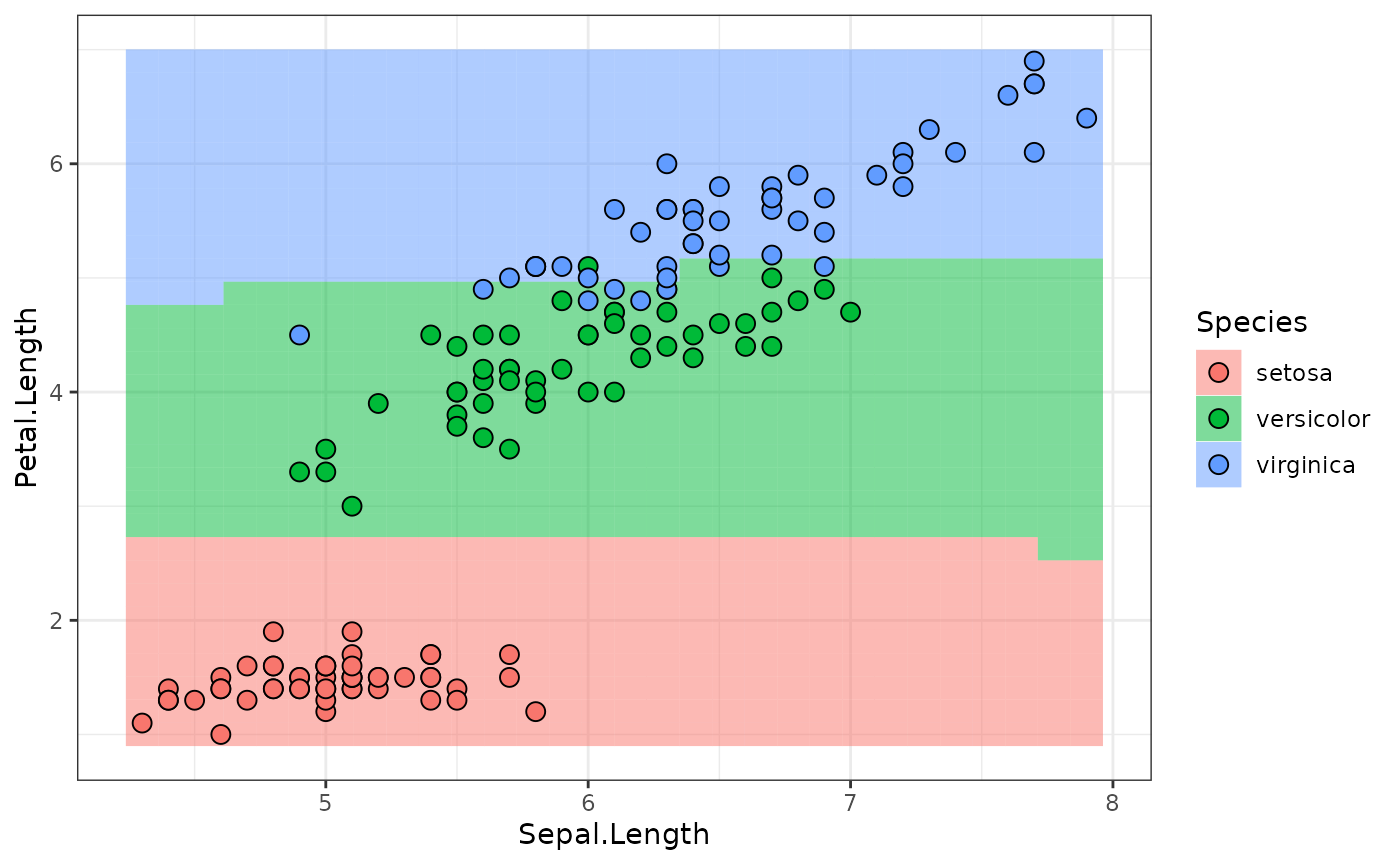 Petal.Length
6
4
2
5 6 7 8
Sepal.Length
Species
setosa
versicolor
virginica